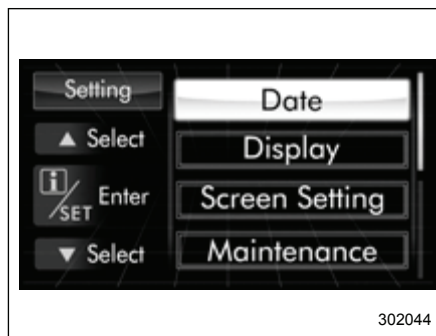 Setting
▲ Select
i/SET Enter
▼ Select
Date
Display
Screen Setting
Maintenance
302044